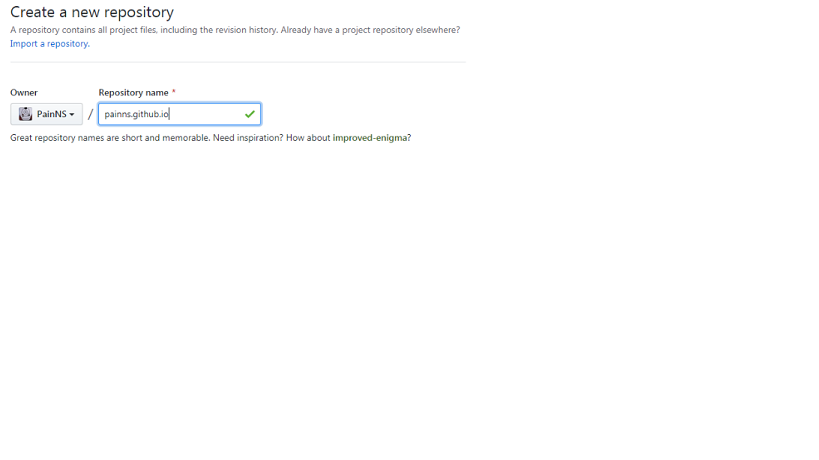 Create a new repository
A repository contains all project files, including the revision history. Already have a project repository elsewhere?
Import a repository.
Owner Repository name *
PainNS / painns.github.io
Great repository names are short and memorable. Need inspiration? How about improved-enigma?